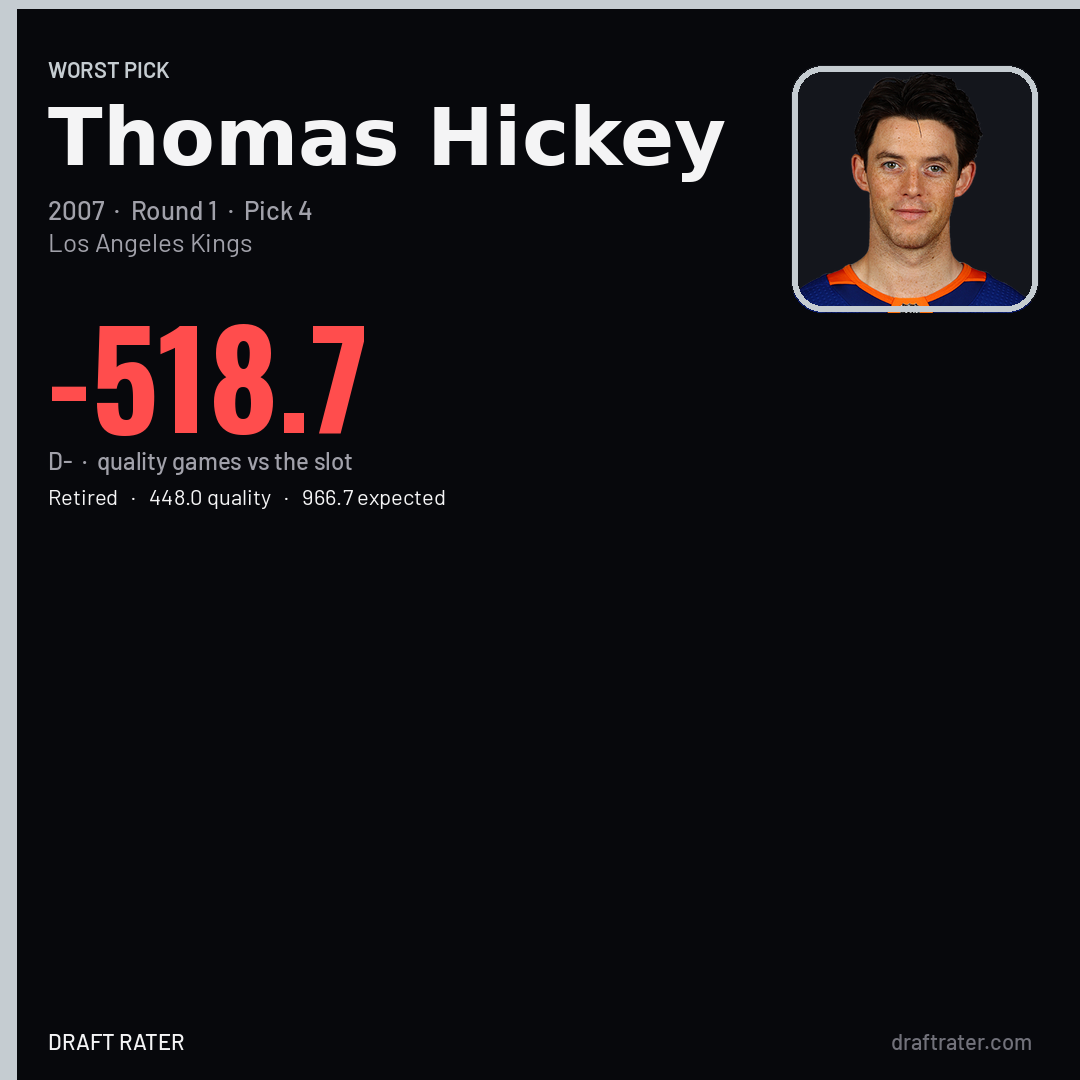 WORST PICK
Thomas Hickey
2007 · Round 1 · Pick 4
Los Angeles Kings
-518.7
D- · quality games vs the slot
Retired · 448.0 quality · 966.7 expected
DRAFT RATER
draftrater.com